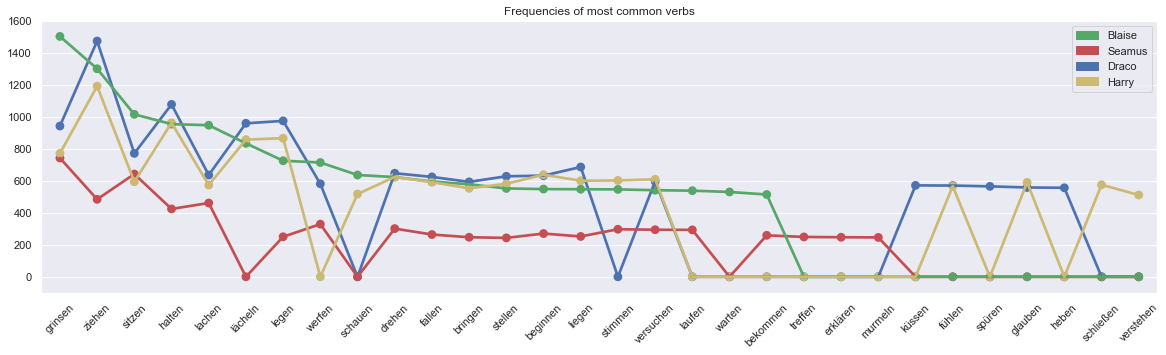 Frequencies of most common verbs
1600
1400
1200
1000
800
600
400
200
0
Blaise
Seamus
Draco
Harry
grinsen
ziehen
sitzen
halten
lachen
lächeln
legen
werfen
schauen
drehen
fallen
bringen
stellen
beginnen
liegen
stimmen
versuchen
laufen
warten
bekommen
treffen
erklären
murmeln
küssen
fühlen
spüren
glauben
heben
schließen
verstehen